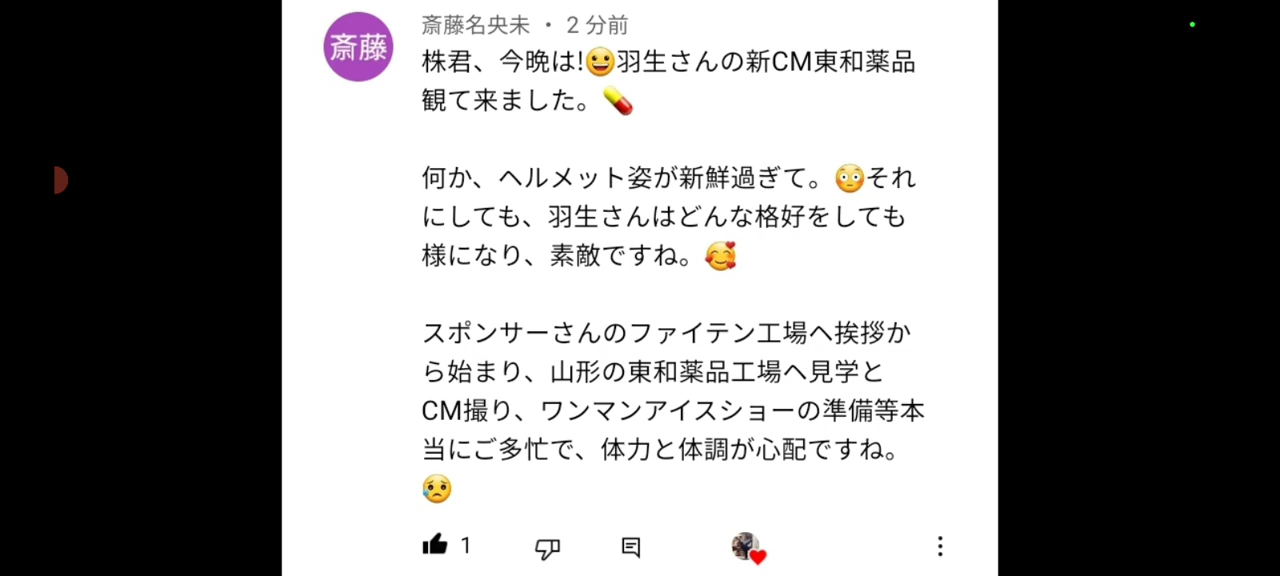 斎藤
斎藤名央未 • 2 分前
株君、今晩は!😀羽生さんの新CM東和薬品
観て来ました。💊
何か、ヘルメット姿が新鮮過ぎて。😳それ
にしても、羽生さんはどんな格好をしても
様になり、素敵ですね。🥰
スポンサーさんのファイテン工場へ挨拶か
ら始まり、山形の東和薬品工場へ見学と
CM撮り、ワンマンアイスショーの準備等本
当にご多忙で、体力と体調が心配ですね。
😥
1